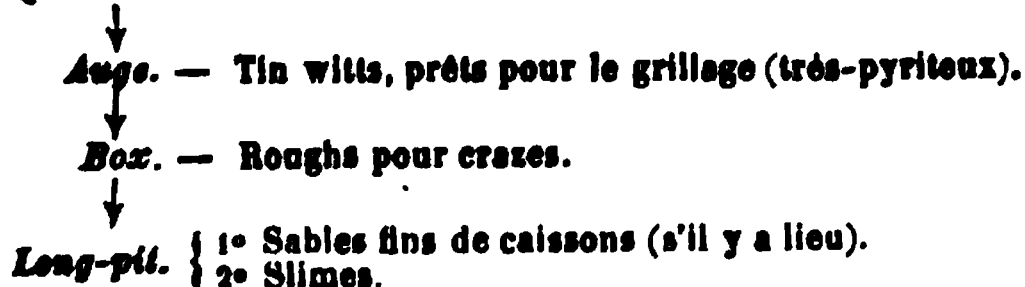 Auge. — Tin witts, prêts pour le grillage (très-pyriteux).
Box. — Roughs pour crazes.
Long-pit. { 1° Sables fins de caissons (s'il y a lieu).
2° Slimes.